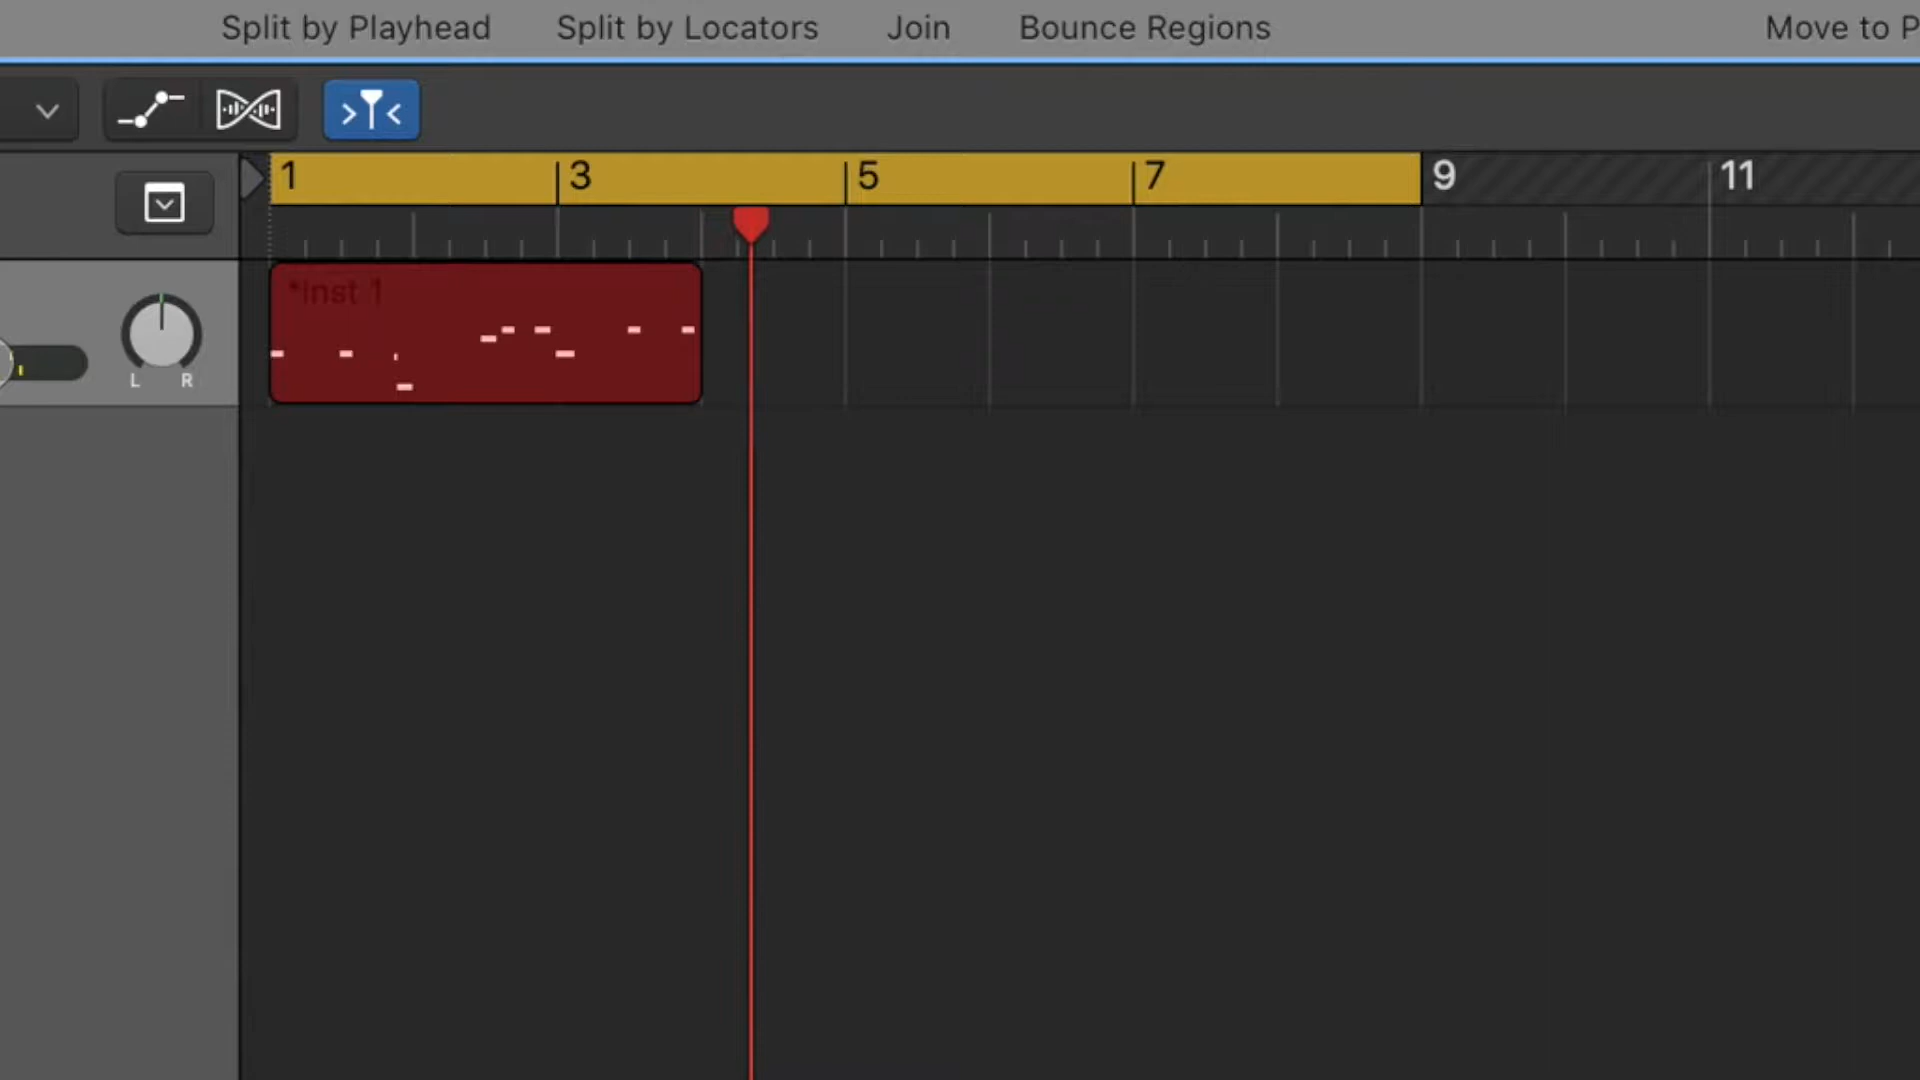 Split by Playhead Split by Locators Join Bounce Regions Move to P
1 3 5 7 9 11
*Inst 1
L R